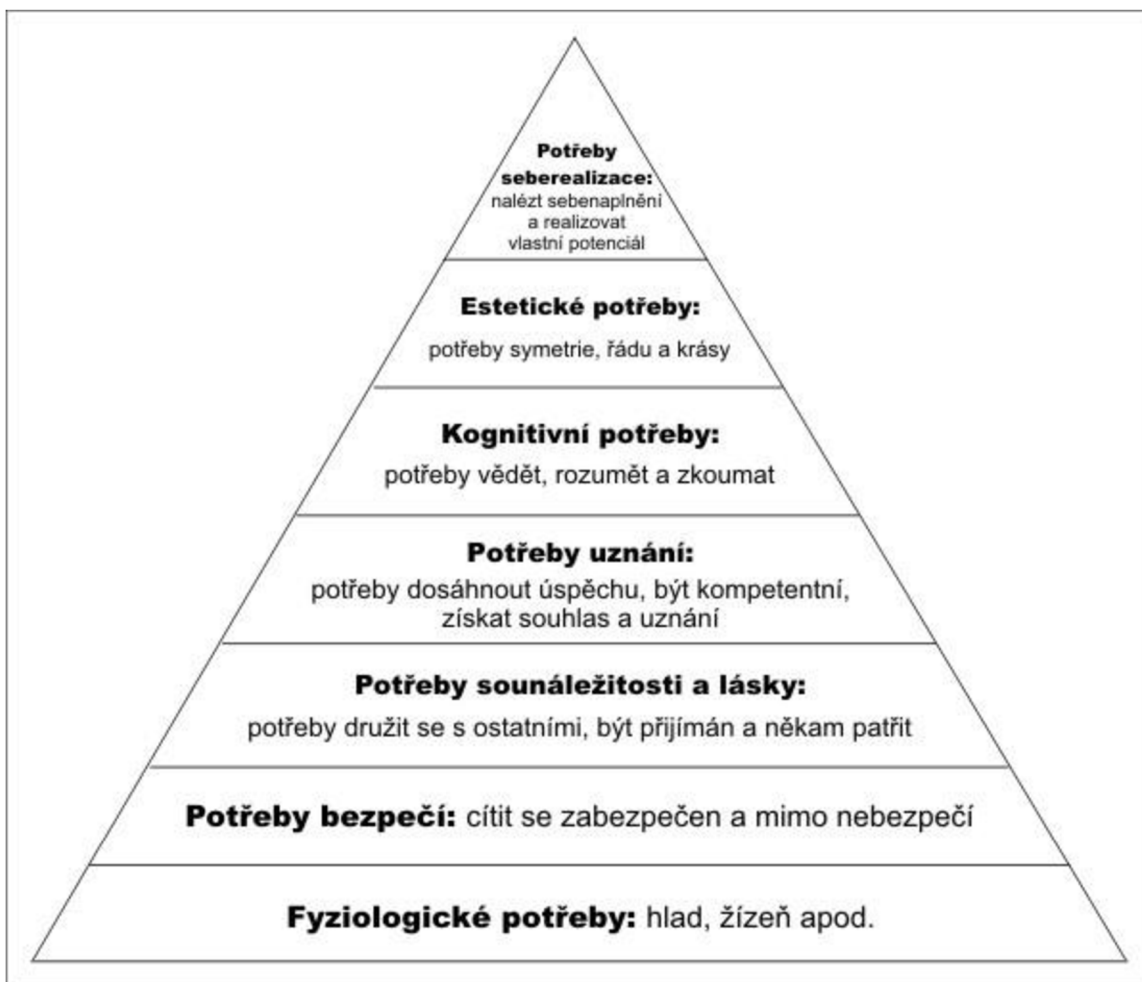 Potřeby
seberealizace:
nalézt sebenaplnění
a realizovat
vlastní potenciál
Estetické potřeby:
potřeby symetrie, řádu a krásy
Kognitivní potřeby:
potřeby vědět, rozumět a zkoumat
Potřeby uznání:
potřeby dosáhnout úspěchu, být kompetentní,
získat souhlas a uznání
Potřeby sounáležitosti a lásky:
potřeby družit se s ostatními, být přijímán a někam patřit
Potřeby bezpečí: cítit se zabezpečen a mimo nebezpečí
Fyziologické potřeby: hlad, žízeň apod.